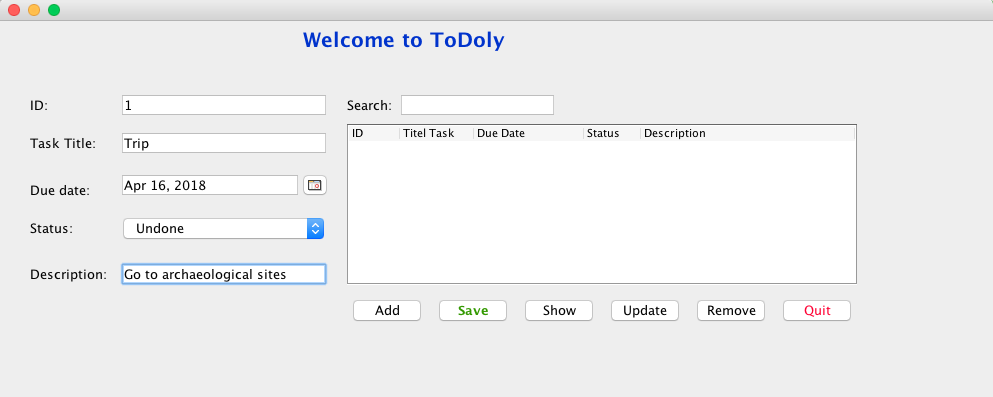 Welcome to ToDoly
ID: 1
Task Title: Trip
Due date: Apr 16, 2018
Status: Undone
Description: Go to archaeological sites
Search:
ID Titel Task Due Date Status Description
Add Save Show Update Remove Quit